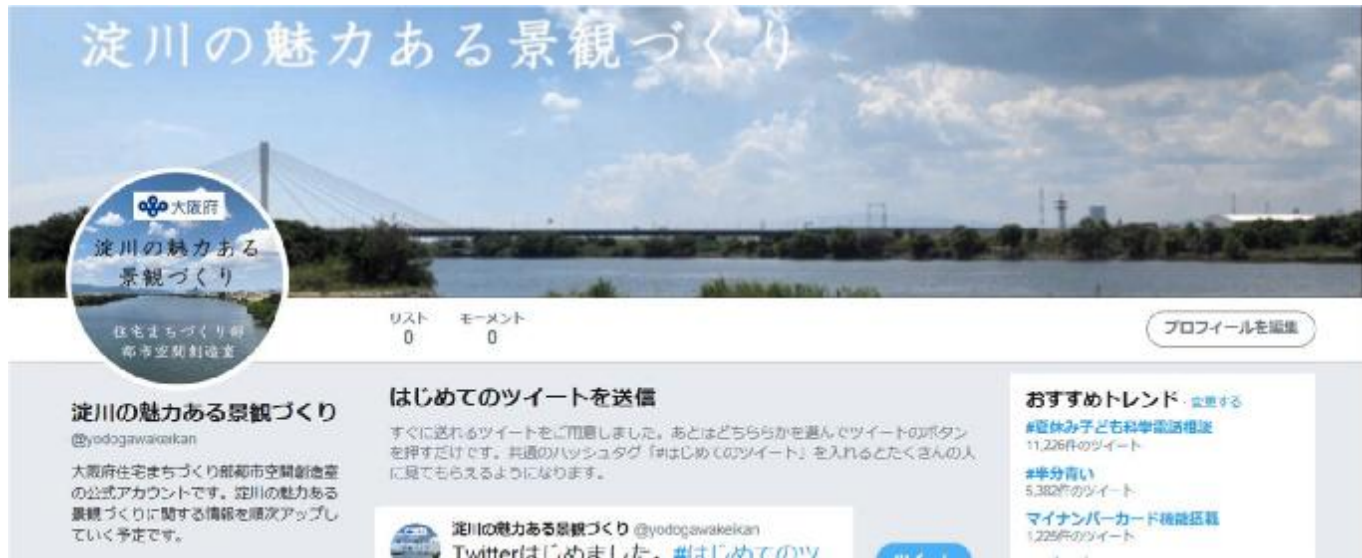 淀川の魅力ある景観づくり
大阪府
淀川の魅力ある
景観づくり
住宅まちづくり部
都市空間創造室
リスト
0
モーメント
0
プロフィールを編集
淀川の魅力ある景観づくり
@yodogawakeikan
大阪府住宅まちづくり部都市空間創造室
の公式アカウントです。淀川の魅力ある
景観づくりに関する情報を順次アップし
ていく予定です。
はじめてのツイートを送信
すぐに送れるツイートをご用意しました。あとはどちららかを選んでツイートのボタン
を押すだけです。共通のハッシュタグ「#はじめてのツイート」を入れるとたくさんの人
に見てもらえるようになります。
淀川の魅力ある景観づくり @yodogawakeikan
Twitterはじめました。#はじめてのツ
ツイート
おすすめトレンド · 変更する
#夏休み子ども科学電話相談
11,226件のツイート
#半分青い
5,382件のツイート
マイナンバーカード機能搭載
1,225件のツイート